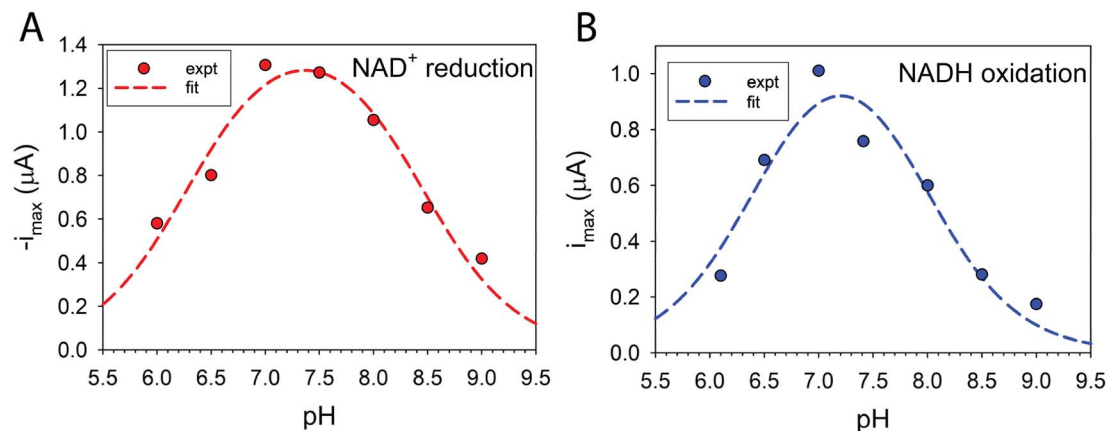 A
1.4
1.2
1.0
0.8
0.6
0.4
0.2
0.0
-i_max (μA)
expt
fit
NAD⁺ reduction
5.5 6.0 6.5 7.0 7.5 8.0 8.5 9.0 9.5
pH
B
1.0
0.8
0.6
0.4
0.2
0.0
i_max (μA)
expt
fit
NADH oxidation
5.5 6.0 6.5 7.0 7.5 8.0 8.5 9.0 9.5
pH